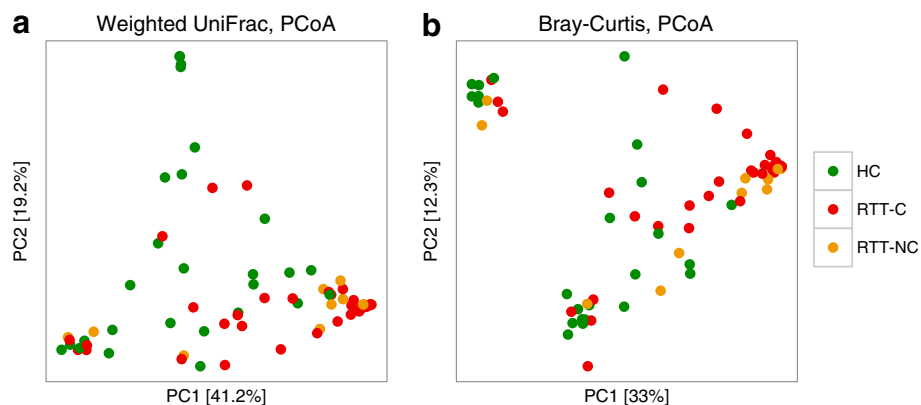 a
Weighted UniFrac, PCoA
PC2 [19.2%]
PC1 [41.2%]
b
Bray-Curtis, PCoA
PC2 [12.3%]
PC1 [33%]
HC
RTT-C
RTT-NC